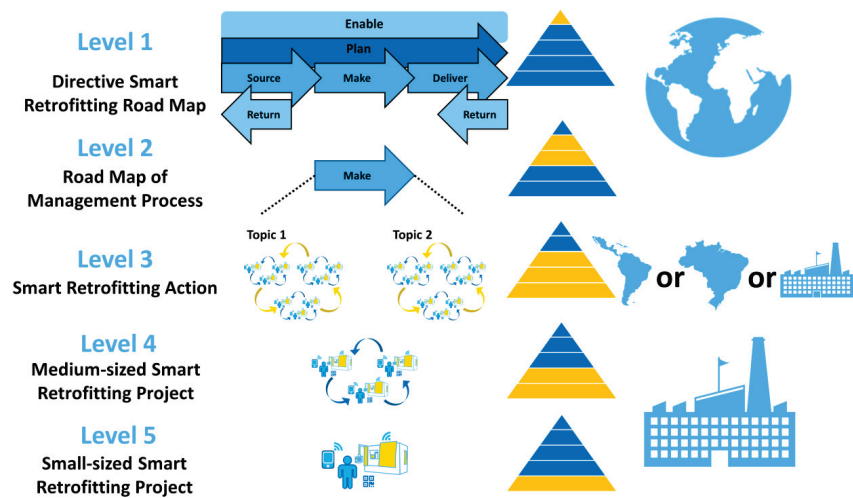 Level 1
Directive Smart
Retrofitting Road Map
Enable
Plan
Source
Make
Deliver
Return
Return
Level 2
Road Map of
Management Process
Make
Level 3
Smart Retrofitting Action
Topic 1
Topic 2
or
or
Level 4
Medium-sized Smart
Retrofitting Project
Level 5
Small-sized Smart
Retrofitting Project